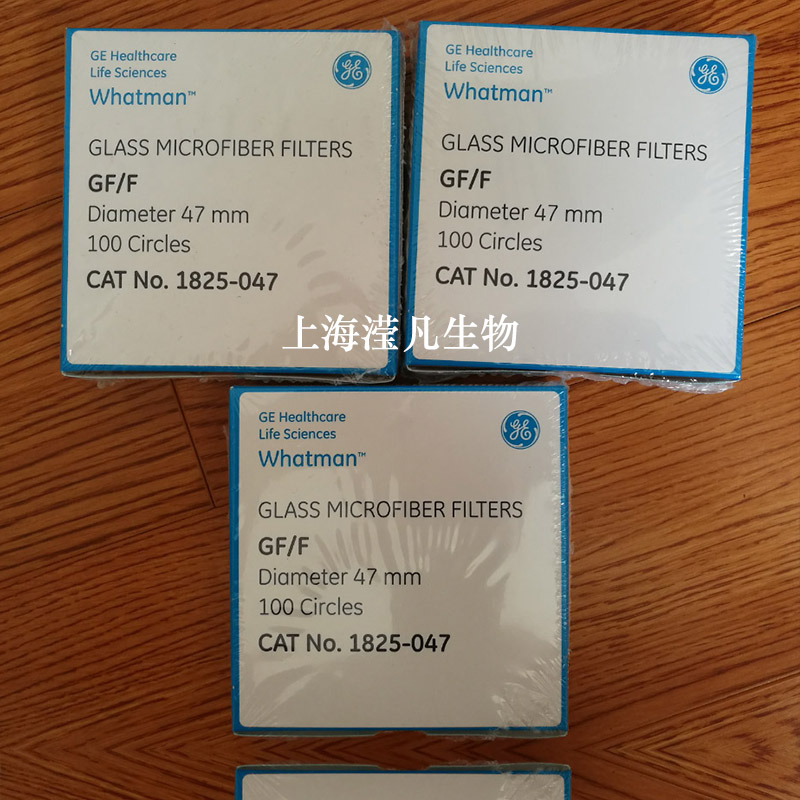 GE Healthcare
Life Sciences
Whatman™
GE
GLASS MICROFIBER FILTERS
GF/F
Diameter 47 mm
100 Circles
CAT No. 1825-047
GE Healthcare
Life Sciences
Whatman™
GE
GLASS MICROFIBER FILTERS
GF/F
Diameter 47 mm
100 Circles
CAT No. 1825-047
上海滢凡生物
GE Healthcare
Life Sciences
Whatman™
GE
GLASS MICROFIBER FILTERS
GF/F
Diameter 47 mm
100 Circles
CAT No. 1825-047